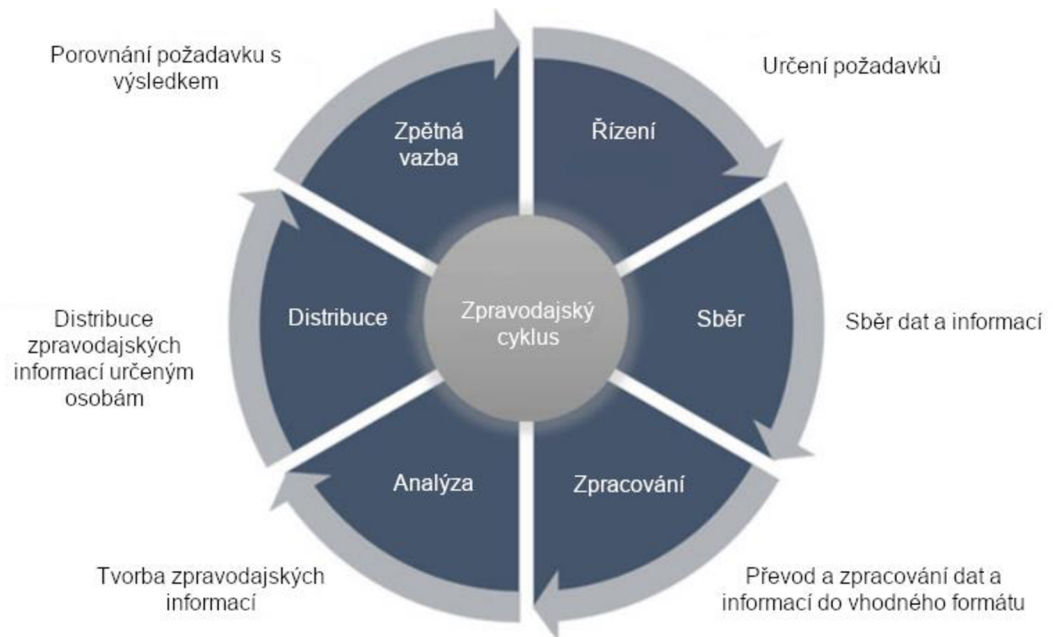 Porovnání požadavku s
výsledkem
Určení požadavků
Zpětná
vazba
Řízení
Distribuce
Zpravodajský
cyklus
Sběr
Sběr dat a informací
Distribuce
zpravodajských
informací určeným
osobám
Analýza
Zpracování
Tvorba zpravodajských
informací
Převod a zpracování dat a
informací do vhodného formátu